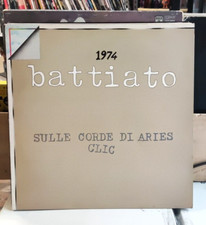 1974
battiato
SULLE CORDE DI ARIES
CLIC